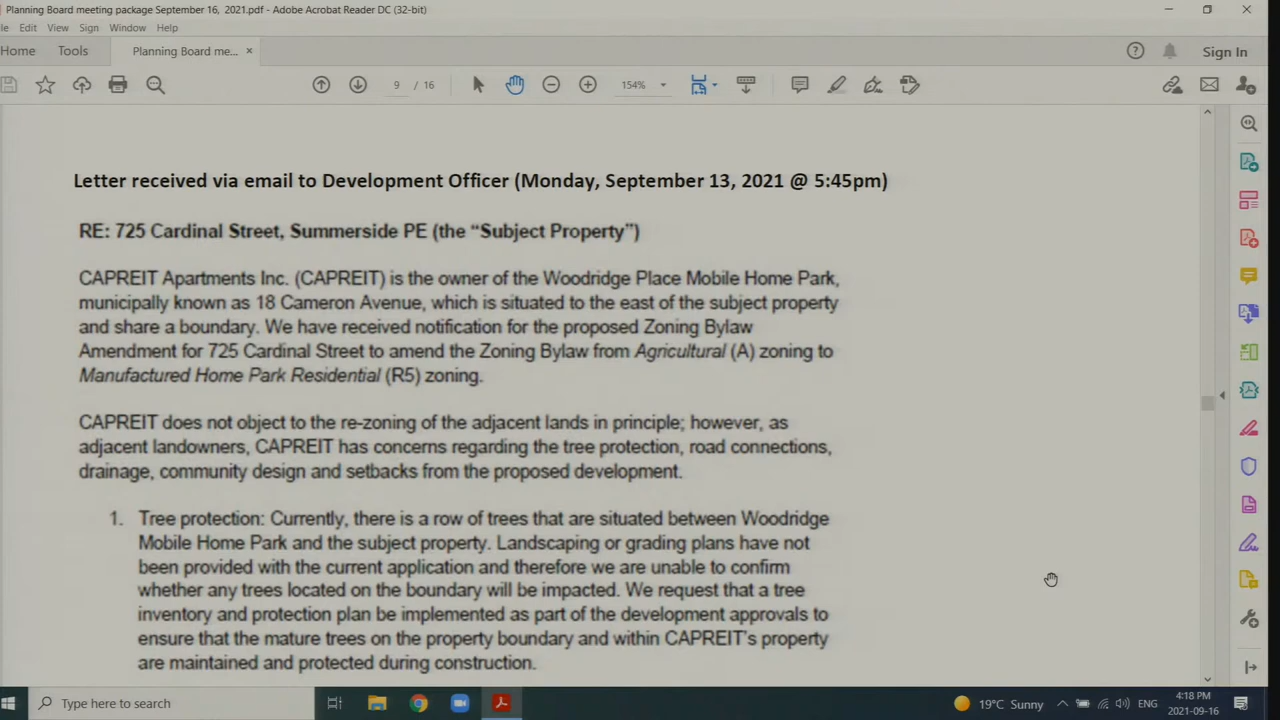 Planning Board meeting package September 16, 2021.pdf - Adobe Acrobat Reader DC (32-bit)
le Edit View Sign Window Help
Home Tools Planning Board me... × Sign In
9 / 16 154%
Letter received via email to Development Officer (Monday, September 13, 2021 @ 5:45pm)
RE: 725 Cardinal Street, Summerside PE (the “Subject Property”)
CAPREIT Apartments Inc. (CAPREIT) is the owner of the Woodridge Place Mobile Home Park,
municipally known as 18 Cameron Avenue, which is situated to the east of the subject property
and share a boundary. We have received notification for the proposed Zoning Bylaw
Amendment for 725 Cardinal Street to amend the Zoning Bylaw from Agricultural (A) zoning to
Manufactured Home Park Residential (R5) zoning.
CAPREIT does not object to the re-zoning of the adjacent lands in principle; however, as
adjacent landowners, CAPREIT has concerns regarding the tree protection, road connections,
drainage, community design and setbacks from the proposed development.
1. Tree protection: Currently, there is a row of trees that are situated between Woodridge
Mobile Home Park and the subject property. Landscaping or grading plans have not
been provided with the current application and therefore we are unable to confirm
whether any trees located on the boundary will be impacted. We request that a tree
inventory and protection plan be implemented as part of the development approvals to
ensure that the mature trees on the property boundary and within CAPREIT's property
are maintained and protected during construction.
Type here to search 19°C Sunny ENG 4:18 PM
2021-09-16